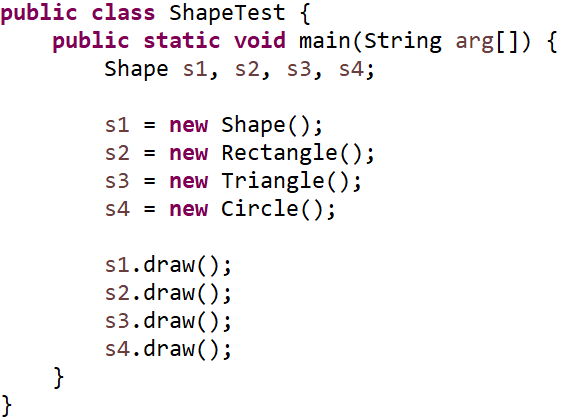 public class ShapeTest {
    public static void main(String arg[]) {
        Shape s1, s2, s3, s4;

        s1 = new Shape();
        s2 = new Rectangle();
        s3 = new Triangle();
        s4 = new Circle();

        s1.draw();
        s2.draw();
        s3.draw();
        s4.draw();
    }
}